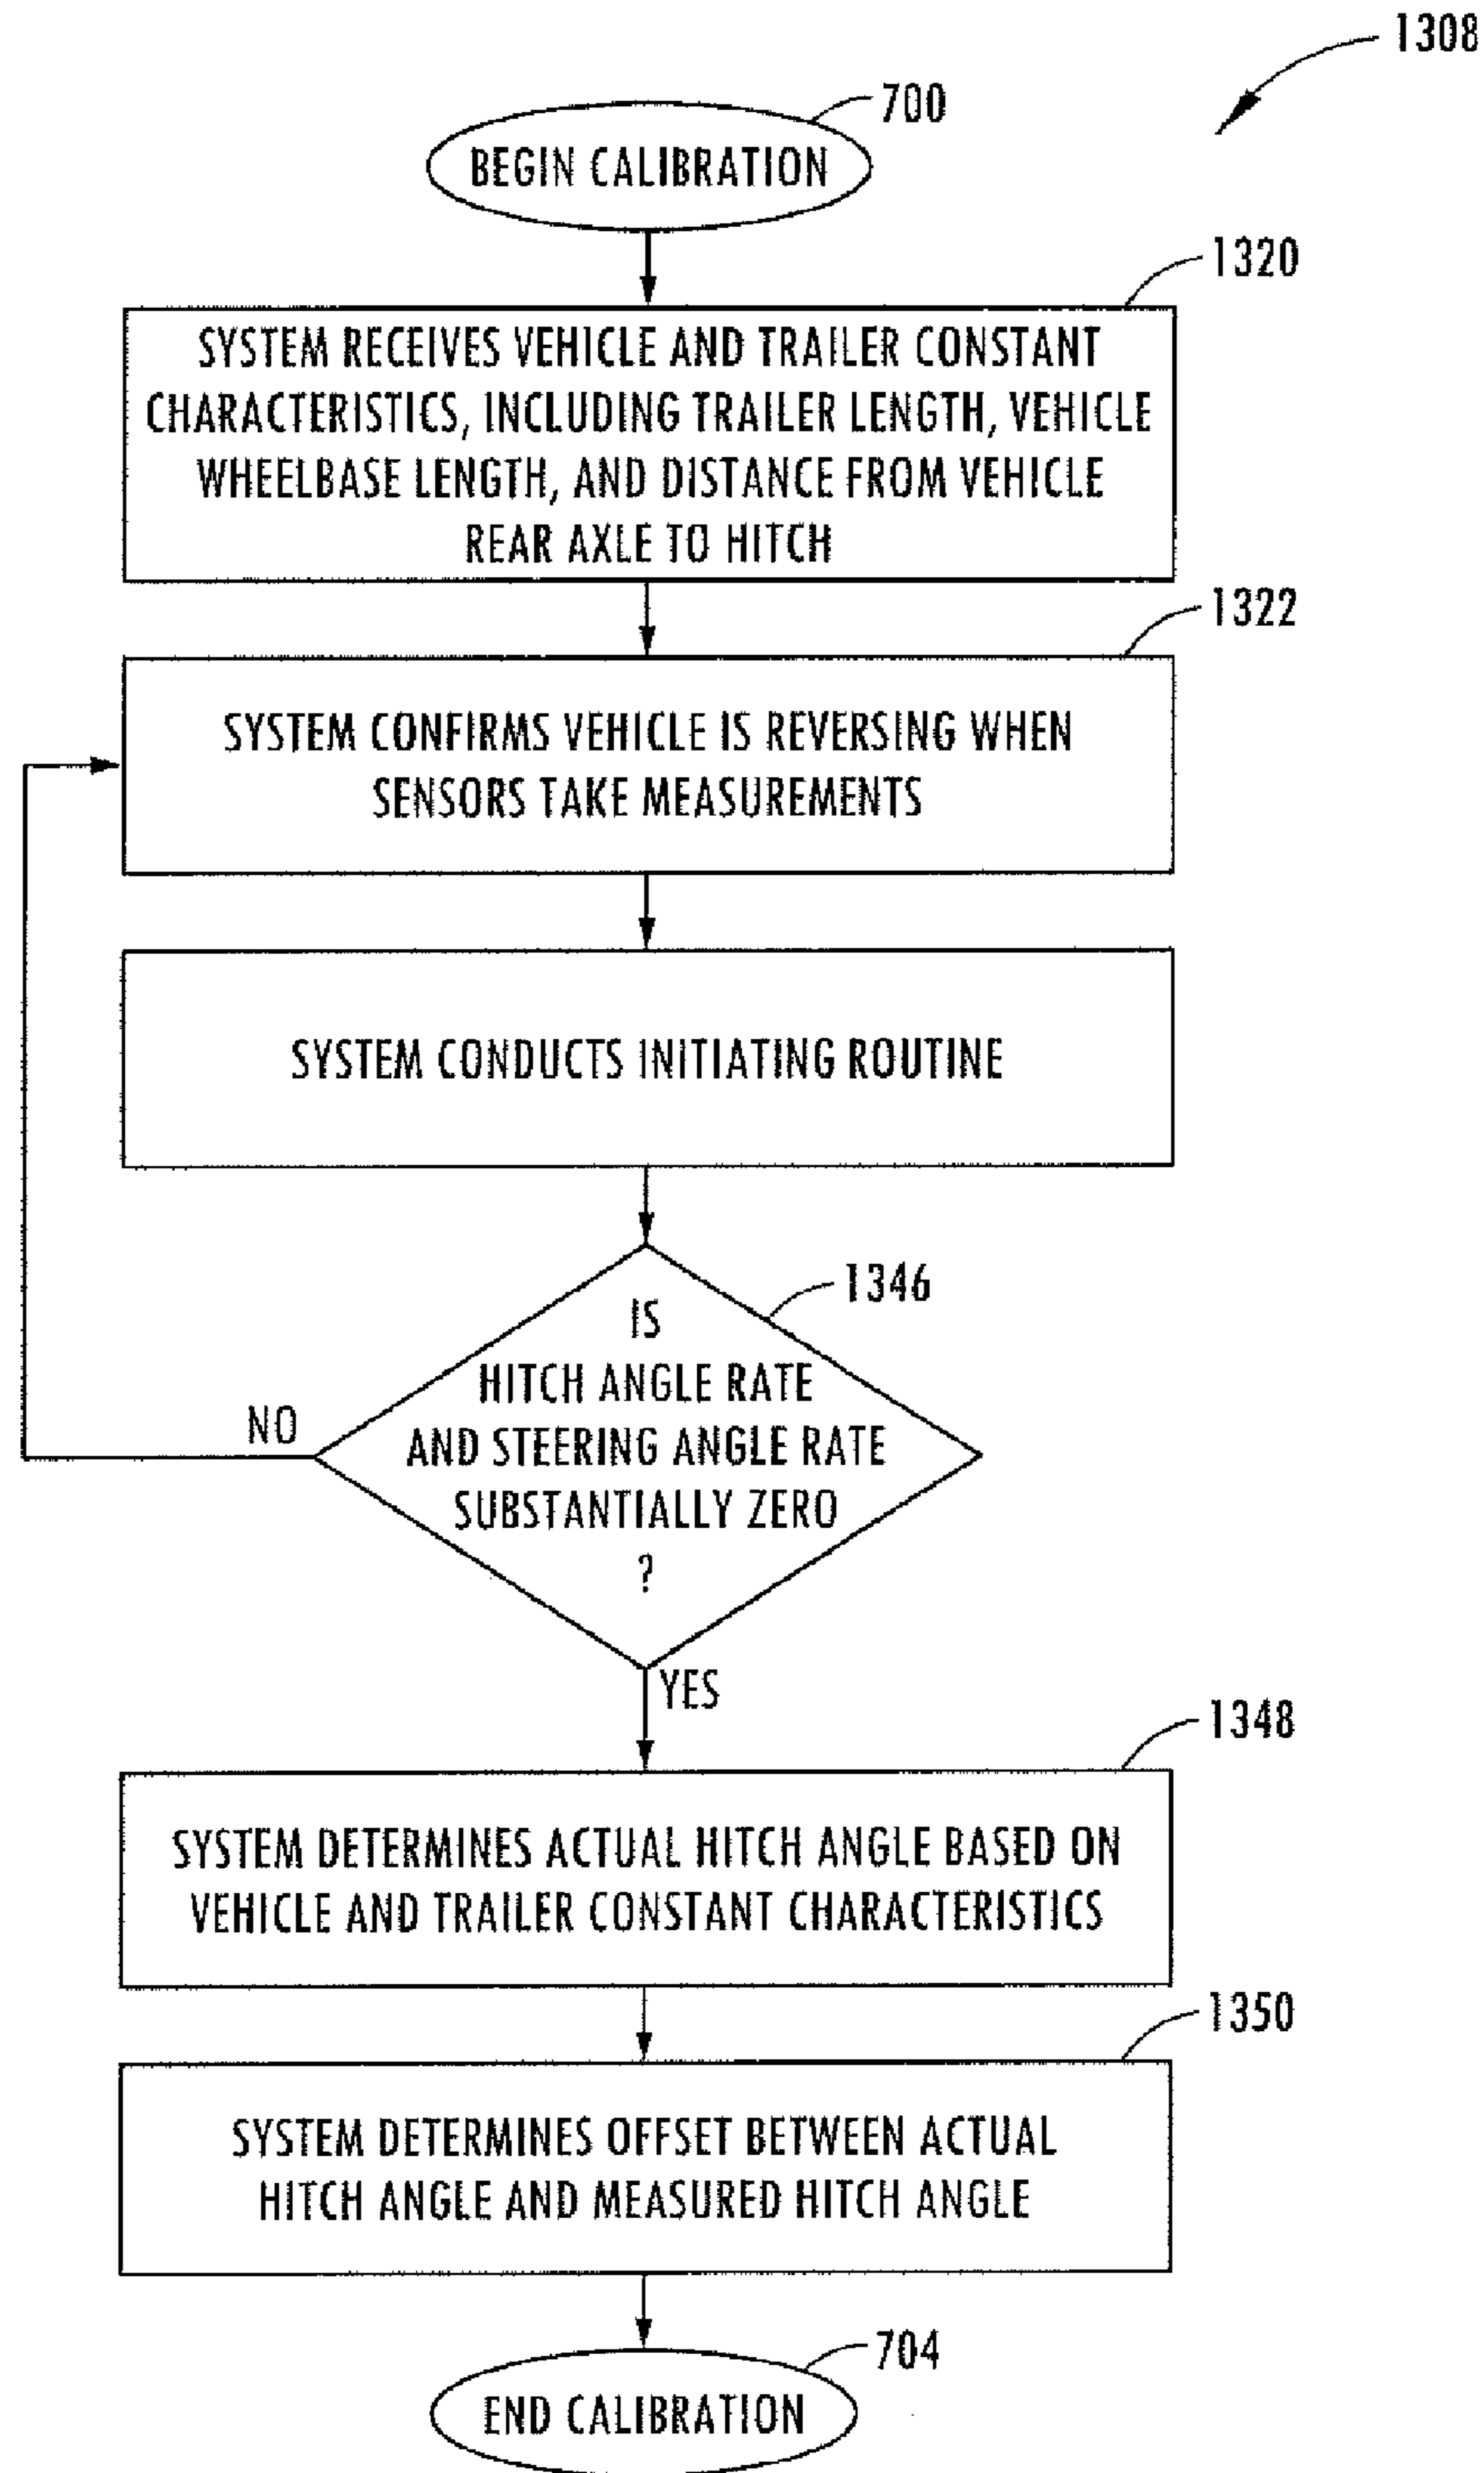 1308
700
BEGIN CALIBRATION
1320
SYSTEM RECEIVES VEHICLE AND TRAILER CONSTANT
CHARACTERISTICS, INCLUDING TRAILER LENGTH, VEHICLE
WHEELBASE LENGTH, AND DISTANCE FROM VEHICLE
REAR AXLE TO HITCH
1322
SYSTEM CONFIRMS VEHICLE IS REVERSING WHEN
SENSORS TAKE MEASUREMENTS
SYSTEM CONDUCTS INITIATING ROUTINE
1346
IS
HITCH ANGLE RATE
AND STEERING ANGLE RATE
SUBSTANTIALLY ZERO
?
NO
YES
1348
SYSTEM DETERMINES ACTUAL HITCH ANGLE BASED ON
VEHICLE AND TRAILER CONSTANT CHARACTERISTICS
1350
SYSTEM DETERMINES OFFSET BETWEEN ACTUAL
HITCH ANGLE AND MEASURED HITCH ANGLE
704
END CALIBRATION